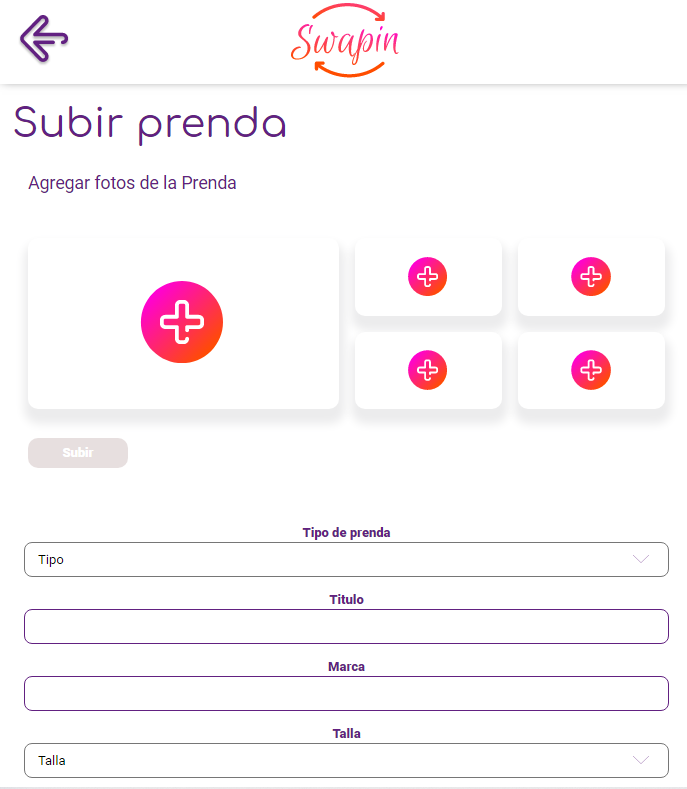 Swapin
Subir prenda
Agregar fotos de la Prenda
Subir
Tipo de prenda
Tipo
Titulo
Marca
Talla
Talla